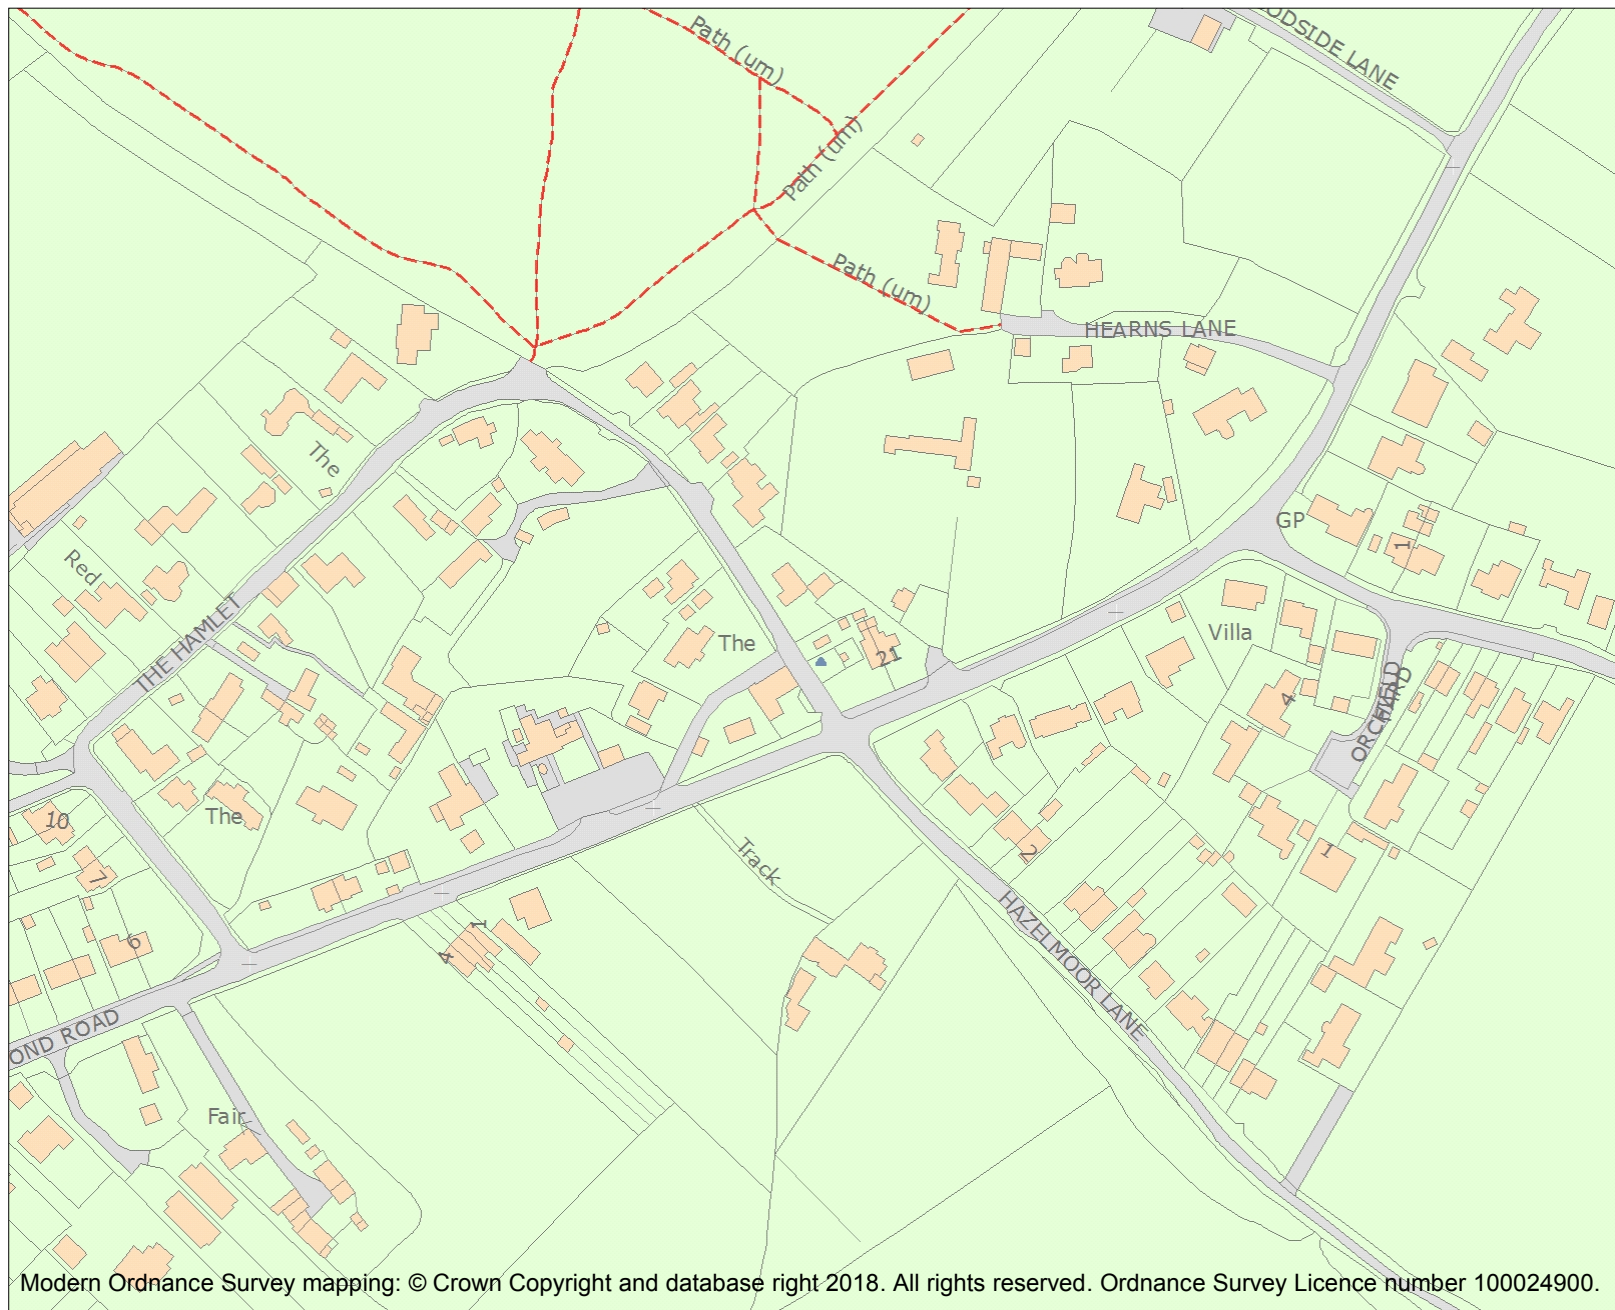 Path (um)
ODSIDE LANE
Path (um)
Path (um)
HEARNS LANE
The
GP
1
Red
THE HAMLET
The
Villa
21
4
ORCHARD
FIELD
The
10
7
6
Track
2
1
1
4
HAZELMOOR LANE
OND ROAD
Fair
Modern Ordnance Survey mapping: © Crown Copyright and database right 2018. All rights reserved. Ordnance Survey Licence number 100024900.